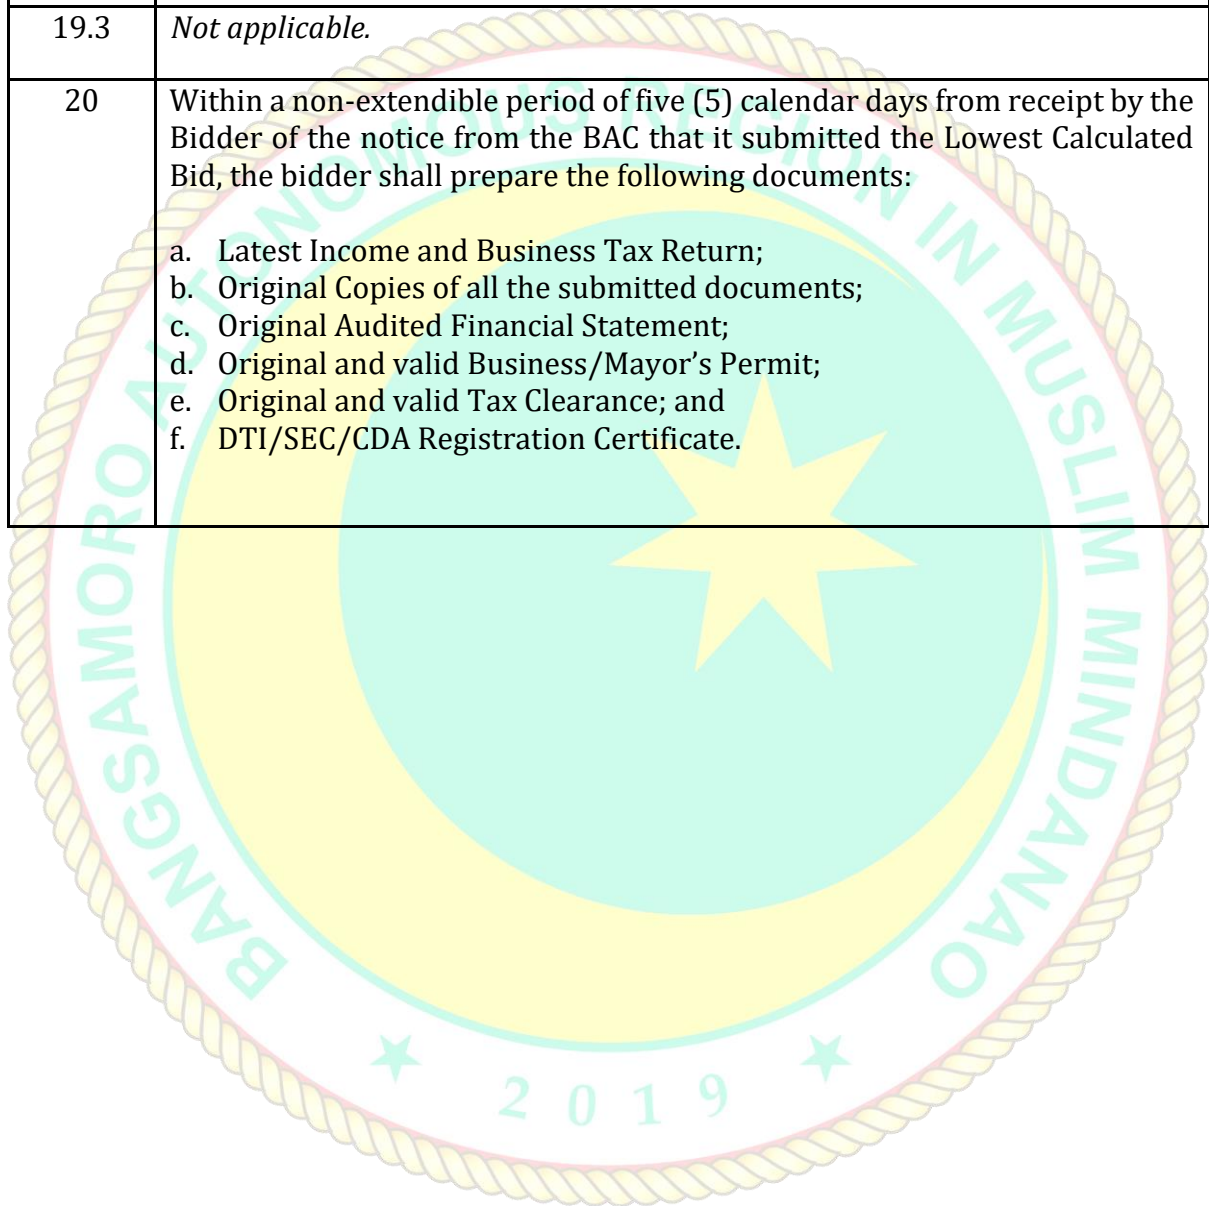 19.3 Not applicable.
20 Within a non-extendible period of five (5) calendar days from receipt by the
Bidder of the notice from the BAC that it submitted the Lowest Calculated
Bid, the bidder shall prepare the following documents:
a. Latest Income and Business Tax Return;
b. Original Copies of all the submitted documents;
c. Original Audited Financial Statement;
d. Original and valid Business/Mayor’s Permit;
e. Original and valid Tax Clearance; and
f. DTI/SEC/CDA Registration Certificate.
BANGSAMORO AUTONOMOUS REGION IN MUSLIM MINDANAO
2019